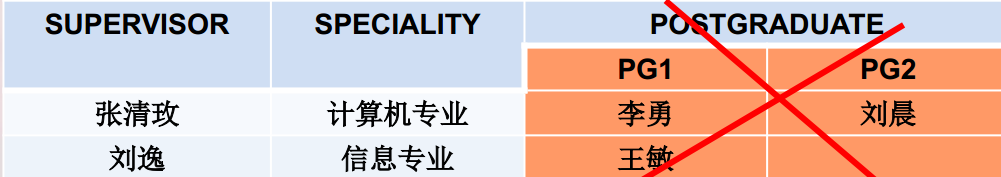 SUPERVISOR SPECIALITY POSTGRADUATE
PG1 PG2
张清玫 计算机专业 李勇 刘晨
刘逸 信息专业 王敏